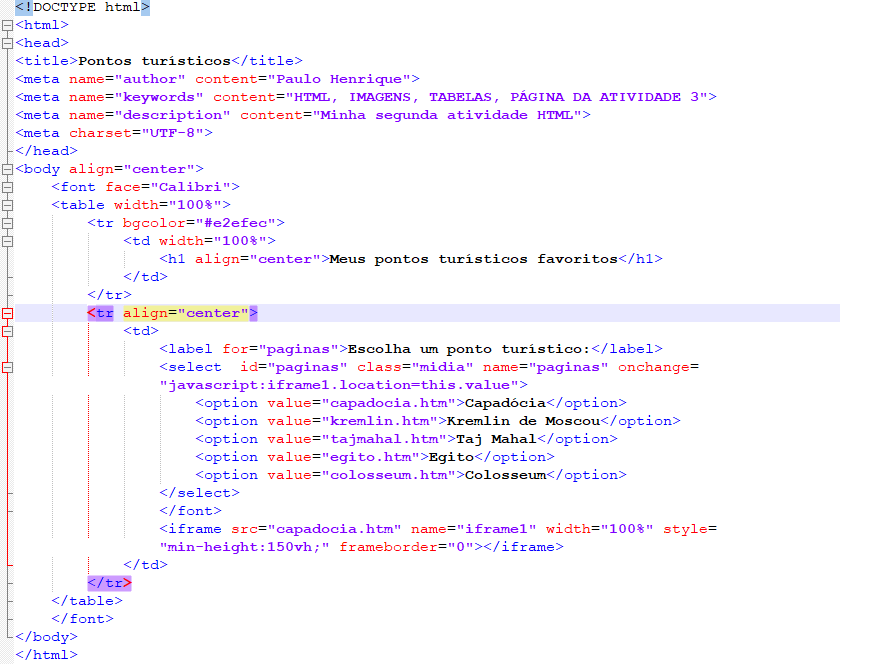 <!DOCTYPE html>
<html>
<head>
<title>Pontos turísticos</title>
<meta name="author" content="Paulo Henrique">
<meta name="keywords" content="HTML, IMAGENS, TABELAS, PÁGINA DA ATIVIDADE 3">
<meta name="description" content="Minha segunda atividade HTML">
<meta charset="UTF-8">
</head>
<body align="center">
    <font face="Calibri">
    <table width="100%">
        <tr bgcolor="#e2efec">
            <td width="100%">
                <h1 align="center">Meus pontos turísticos favoritos</h1>
            </td>
        </tr>
        <tr align="center">
            <td>
                <label for="paginas">Escolha um ponto turístico:</label>
                <select  id="paginas" class="midia" name="paginas" onchange=
                "javascript:iframe1.location=this.value">
                    <option value="capadocia.htm">Capadócia</option>
                    <option value="kremlin.htm">Kremlin de Moscou</option>
                    <option value="tajmahal.htm">Taj Mahal</option>
                    <option value="egito.htm">Egito</option>
                    <option value="colosseum.htm">Colosseum</option>
                </select>
                </font>
                <iframe src="capadocia.htm" name="iframe1" width="100%" style=
                "min-height:150vh;" frameborder="0"></iframe>
            </td>
        </tr>
    </table>
    </font>
</body>
</html>